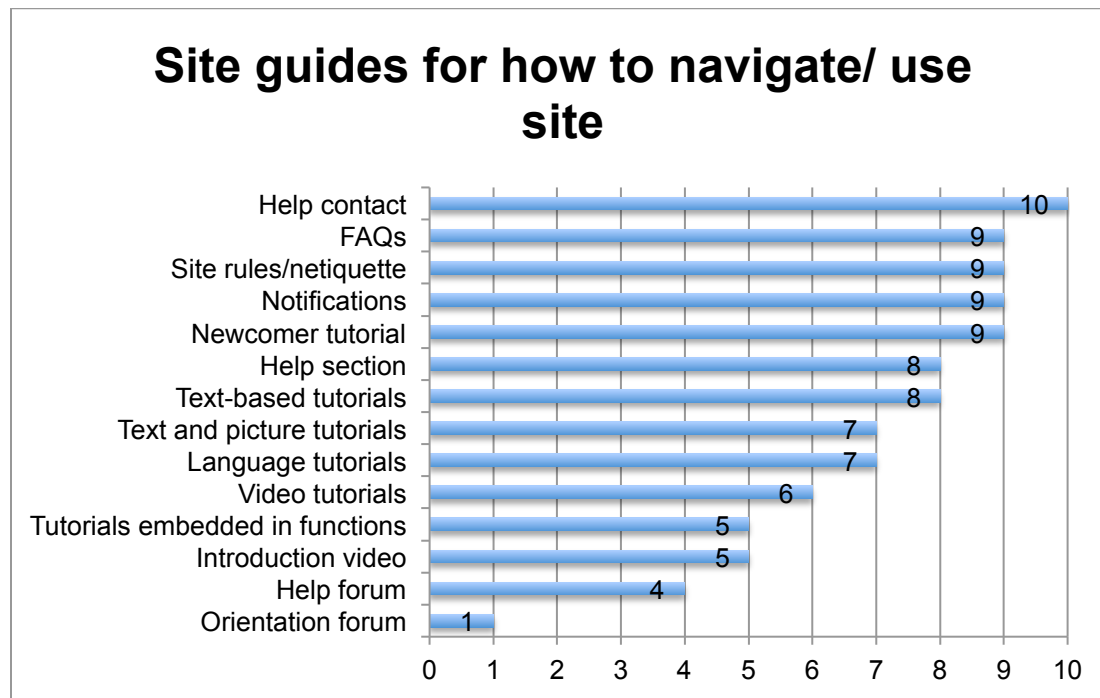 Site guides for how to navigate/ use
site
Help contact 10
FAQs 9
Site rules/netiquette 9
Notifications 9
Newcomer tutorial 9
Help section 8
Text-based tutorials 8
Text and picture tutorials 7
Language tutorials 7
Video tutorials 6
Tutorials embedded in functions 5
Introduction video 5
Help forum 4
Orientation forum 1
0 1 2 3 4 5 6 7 8 9 10